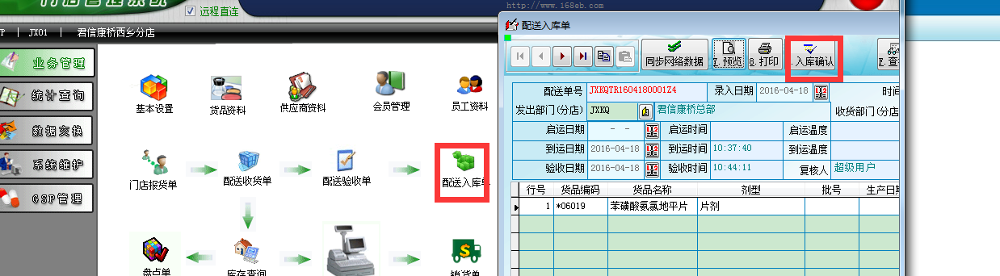 http://www.168eb.com
远程直连
P | JX01 | 君信康桥西乡分店
业务管理
统计查询
数据交换
系统维护
GSP管理
基本设置
货品资料
供应商资料
会员管理
员工资料
门店报货单
配送收货单
配送验收单
配送入库单
盘点单
库存查询
销货单
配送入库单
同步网络数据
7.预览
8.打印
入库确认
F.查
配送单号 JXKQTR1604180001Z4 录入日期 2016-04-18 时间
发出部门(分店) JXKQ 君信康桥总部 收货部门(分店
启运日期 - - 启运时间 启运温度
到运日期 2016-04-18 到运时间 10:37:40 到运温度
验收日期 2016-04-18 验收时间 10:44:11 复核人 超级用户
行号 货品编码 货品名称 剂型 批号 生产日期
1 *06019 苯磺酸氨氯地平片 片剂